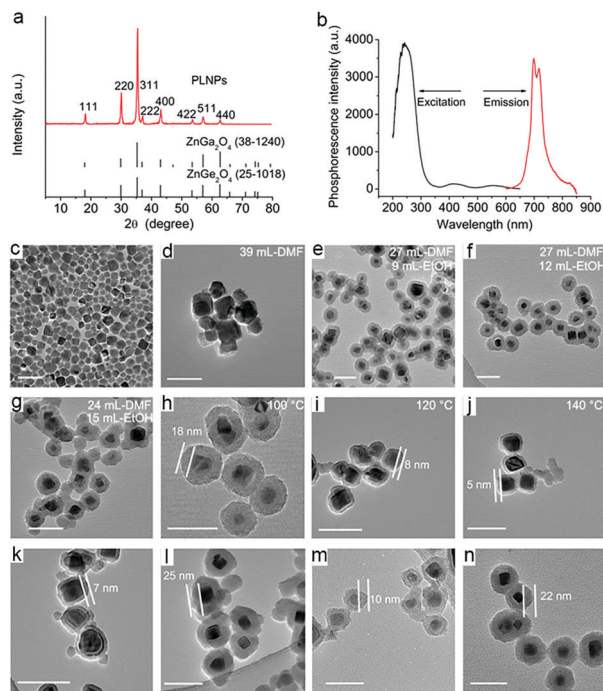 a
Intensity (a.u.)
111
220
311
222
400
422
511
440
PLNPs
ZnGa₂O₄ (38-1240)
ZnGe₂O₄ (25-1018)
0 10 20 30 40 50 60 70 80
2θ (degree)
b
Phosphorescence intensity (a.u.)
4000
3000
2000
1000
0
Excitation
Emission
200 300 400 500 600 700 800 900
Wavelength (nm)
c
d
39 mL-DMF
e
27 mL-DMF
9 mL-EtOH
f
27 mL-DMF
12 mL-EtOH
g
24 mL-DMF
15 mL-EtOH
h
100 °C
18 nm
i
120 °C
8 nm
j
140 °C
5 nm
k
7 nm
l
25 nm
m
10 nm
n
22 nm